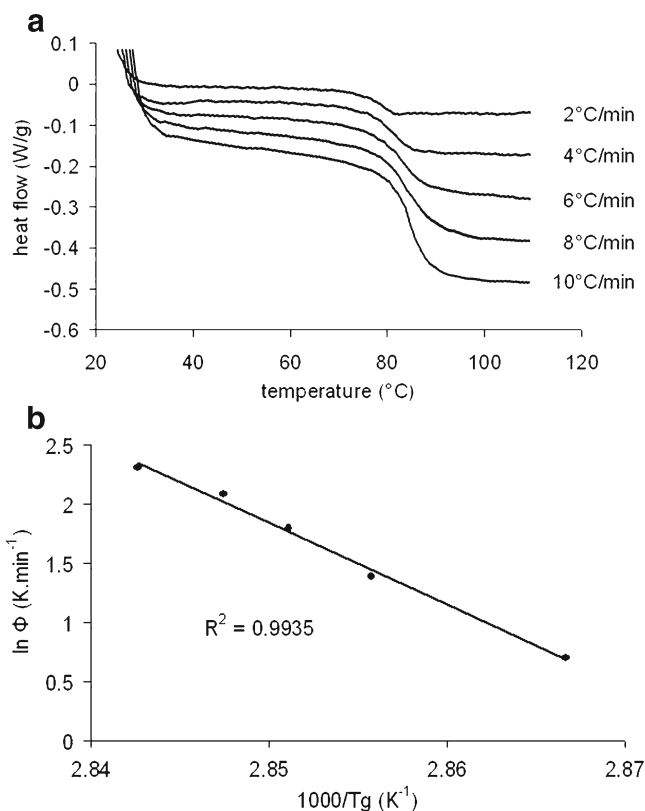 a
0.1
0
-0.1
-0.2
-0.3
-0.4
-0.5
-0.6
heat flow (W/g)
2°C/min
4°C/min
6°C/min
8°C/min
10°C/min
20 40 60 80 100 120
temperature (°C)
b
2.5
2
1.5
1
0.5
0
ln Φ (K.min⁻¹)
R² = 0.9935
2.84 2.85 2.86 2.87
1000/Tg (K⁻¹)